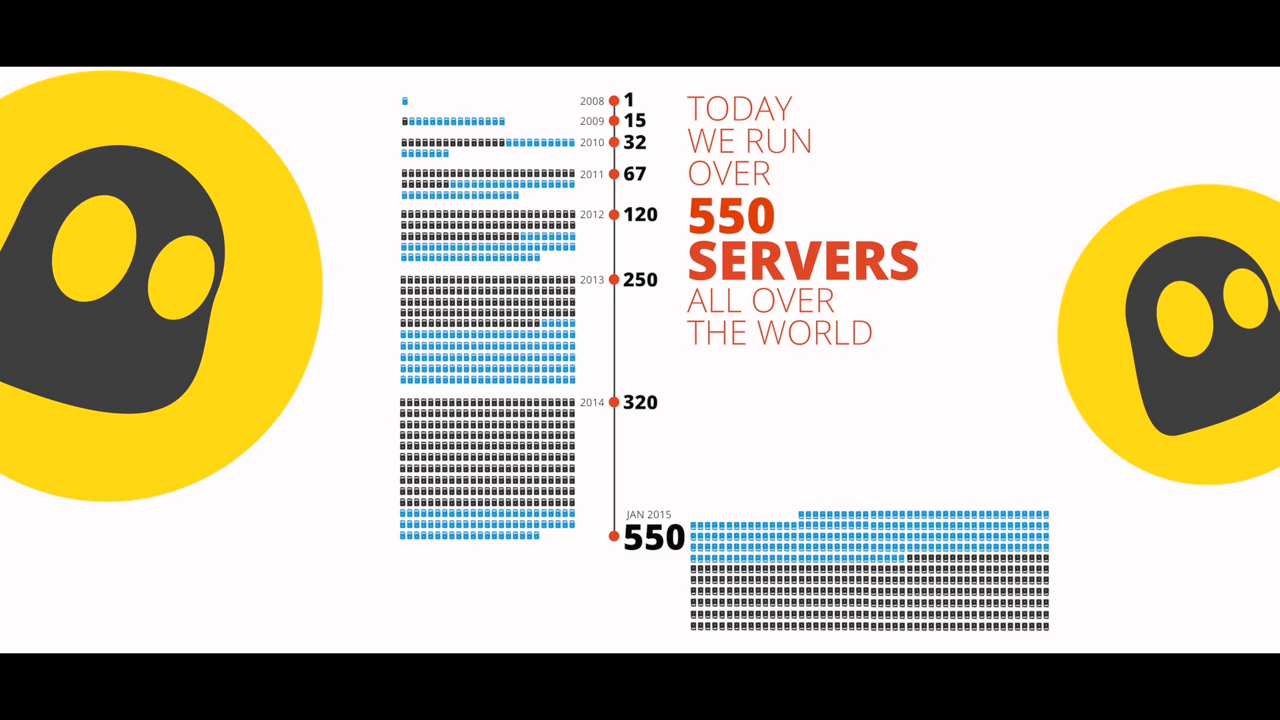 2008 1
2009 15
2010 32
2011 67
2012 120
2013 250
2014 320
JAN 2015
550
TODAY
WE RUN
OVER
550
SERVERS
ALL OVER
THE WORLD